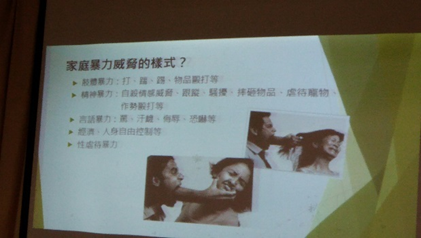 家庭暴力威脅的樣式？
肢體暴力：打、踹、踢、物品毆打等
精神暴力：自殺情感威脅、跟蹤、騷擾、摔砸物品、虐待寵物、
作勢毆打等
言語暴力：罵、汙衊、侮辱、恐嚇等
經濟、人身自由控制等
性虐待暴力